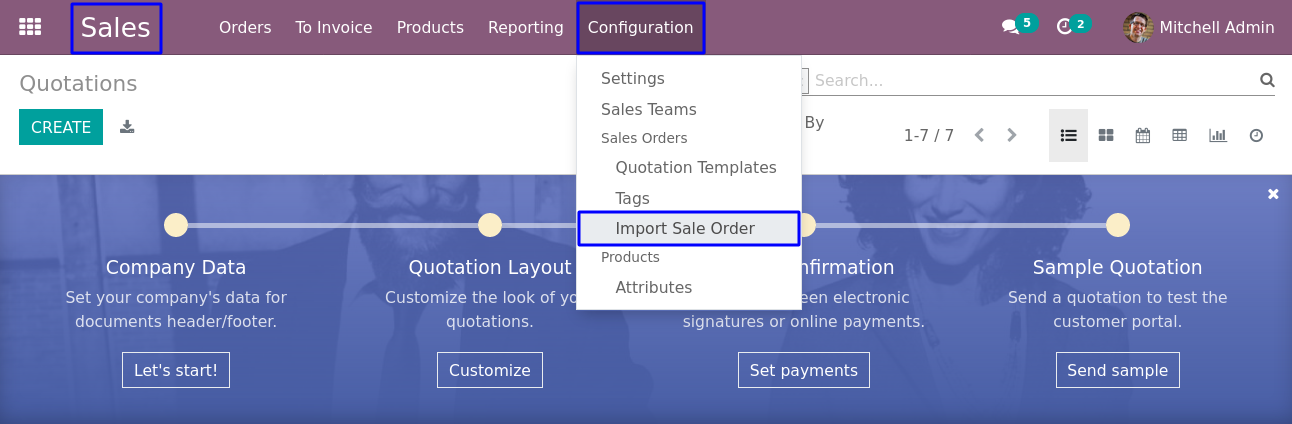 Sales Orders To Invoice Products Reporting Configuration 5 2 Mitchell Admin
Quotations
Search...
CREATE
By
1-7 / 7
Settings
Sales Teams
Sales Orders
Quotation Templates
Tags
Import Sale Order
Products
Attributes
Company Data
Set your company's data for
documents header/footer.
Let's start!
Quotation Layout
Customize the look of
quotations.
Customize
signatures or online payments.
electronic
Set payments
Sample Quotation
Send a quotation to test the
customer portal.
Send sample